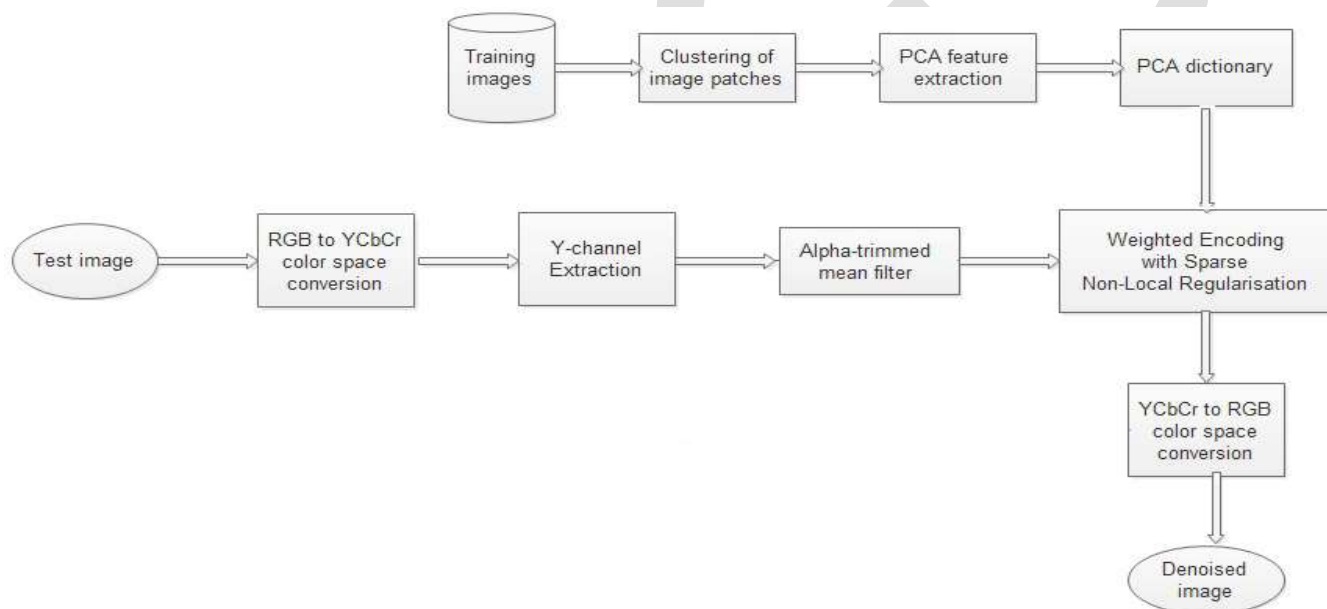 Training
images
Clustering of
image patches
PCA feature
extraction
PCA dictionary
Test image
RGB to YCbCr
color space
conversion
Y-channel
Extraction
Alpha-trimmed
mean filter
Weighted Encoding
with Sparse
Non-Local Regularisation
YCbCr to RGB
color space
conversion
Denoised
image